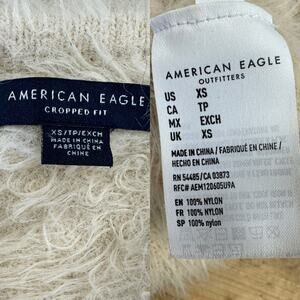 AMERICAN EAGLE
CROPPED FIT
XS/TP/EXCH
MADE IN CHINA
FABRIQUÉ EN
CHINE
AMERICAN EAGLE
OUTFITTERS
US XS
CA TP
MX EXCH
UK XS
MADE IN CHINA / FABRIQUÉ EN CHINE /
HECHO EN CHINA
RN 54485 / CA 03873
RFC# AEM120605U9A
EN 100% NYLON
FR 100% NYLON
SP 100% nylon